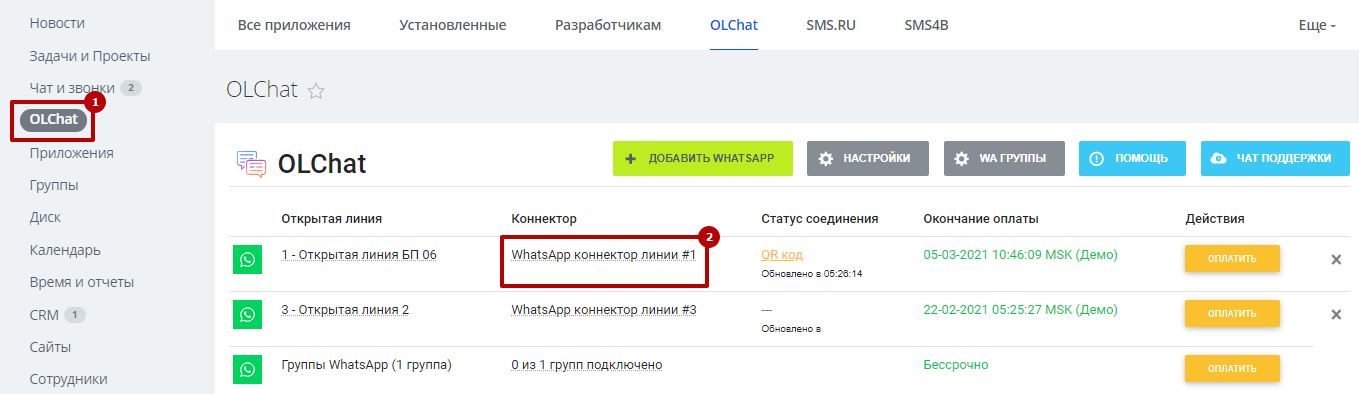 Новости
Задачи и Проекты
Чат и звонки 2
1
OLChat
Приложения
Группы
Диск
Календарь
Время и отчеты
CRM 1
Сайты
Сотрудники
Все приложения Установленные Разработчикам OLChat SMS.RU SMS4B Еще
OLChat
OLChat
ДОБАВИТЬ WHATSAPP НАСТРОЙКИ WA ГРУППЫ ПОМОЩЬ ЧАТ ПОДДЕРЖКИ
Открытая линия Коннектор Статус соединения Окончание оплаты Действия
2
1 - Открытая линия БП 06 WhatsApp коннектор линии #1 QR код 05-03-2021 10:46:09 MSK (Демо) ОПЛАТИТЬ
Обновлено в 05:26:14
3 - Открытая линия 2 WhatsApp коннектор линии #3 --- 22-02-2021 05:25:27 MSK (Демо) ОПЛАТИТЬ
Обновлено в
Группы WhatsApp (1 группа) 0 из 1 групп подключено Бессрочно ОПЛАТИТЬ